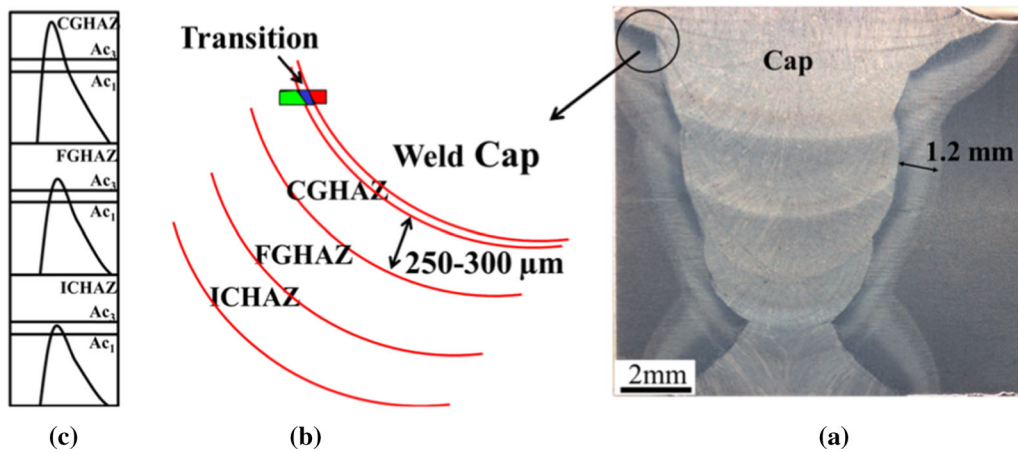 CGHAZ
Ac3
Ac1
FGHAZ
Ac3
Ac1
ICHAZ
Ac3
Ac1
(c)
Transition
Weld Cap
CGHAZ
FGHAZ
ICHAZ
250-300 µm
(b)
Cap
1.2 mm
2mm
(a)